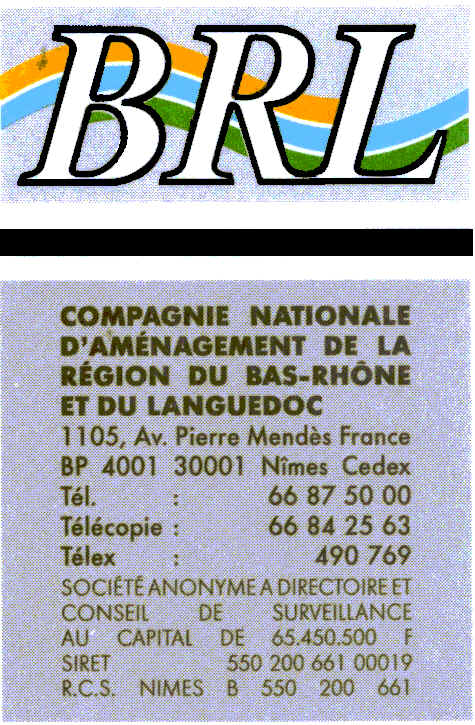 BRL
COMPAGNIE NATIONALE
D'AMÉNAGEMENT DE LA
RÉGION DU BAS-RHÔNE
ET DU LANGUEDOC
1105, Av. Pierre Mendès France
BP 4001 30001 Nîmes Cedex
Tél. : 66 87 50 00
Télécopie : 66 84 25 63
Télex : 490 769
SOCIÉTÉ ANONYME A DIRECTOIRE ET
CONSEIL DE SURVEILLANCE
AU CAPITAL DE 65.450.500 F
SIRET 550 200 661 00019
R.C.S. NIMES B 550 200 661